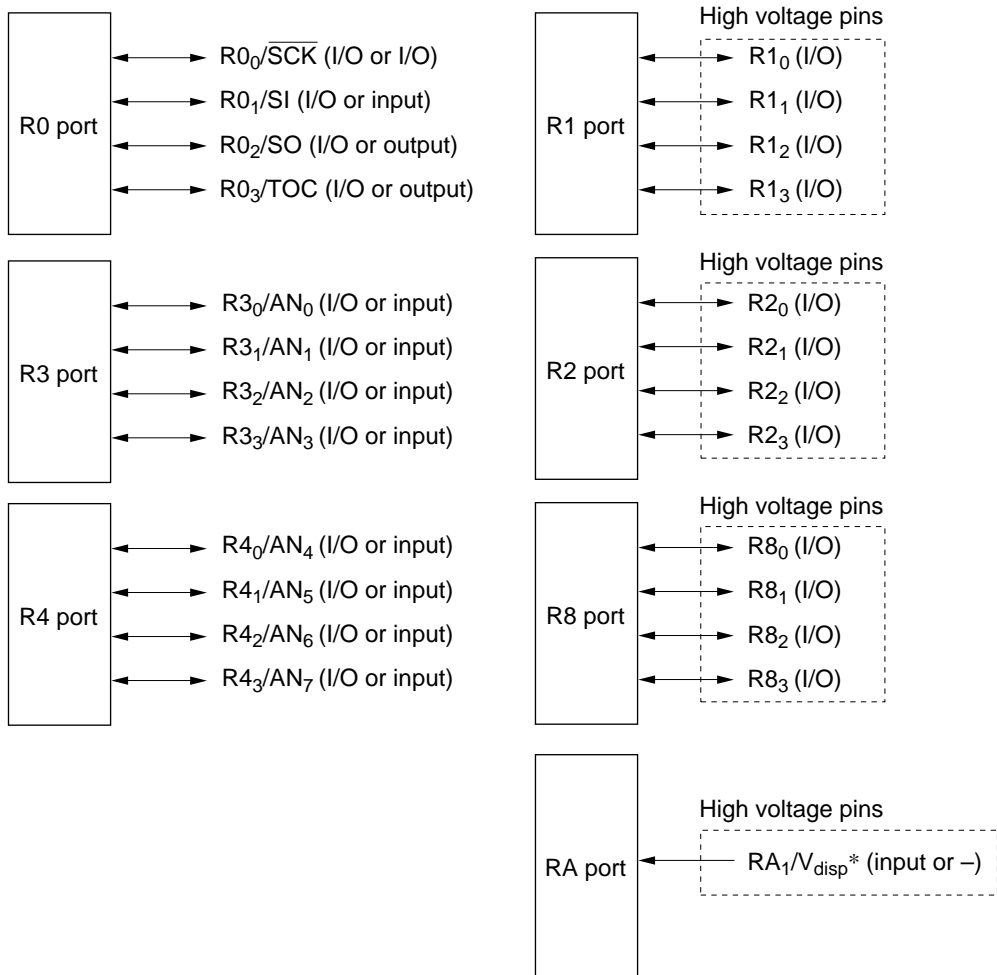 R0 port
R0₀/S̅C̅K̅ (I/O or I/O)
R0₁/SI (I/O or input)
R0₂/SO (I/O or output)
R0₃/TOC (I/O or output)
High voltage pins
R1 port
R1₀ (I/O)
R1₁ (I/O)
R1₂ (I/O)
R1₃ (I/O)
R3 port
R3₀/AN₀ (I/O or input)
R3₁/AN₁ (I/O or input)
R3₂/AN₂ (I/O or input)
R3₃/AN₃ (I/O or input)
High voltage pins
R2 port
R2₀ (I/O)
R2₁ (I/O)
R2₂ (I/O)
R2₃ (I/O)
R4 port
R4₀/AN₄ (I/O or input)
R4₁/AN₅ (I/O or input)
R4₂/AN₆ (I/O or input)
R4₃/AN₇ (I/O or input)
High voltage pins
R8 port
R8₀ (I/O)
R8₁ (I/O)
R8₂ (I/O)
R8₃ (I/O)
High voltage pins
RA port
RA₁/V_disp* (input or –)